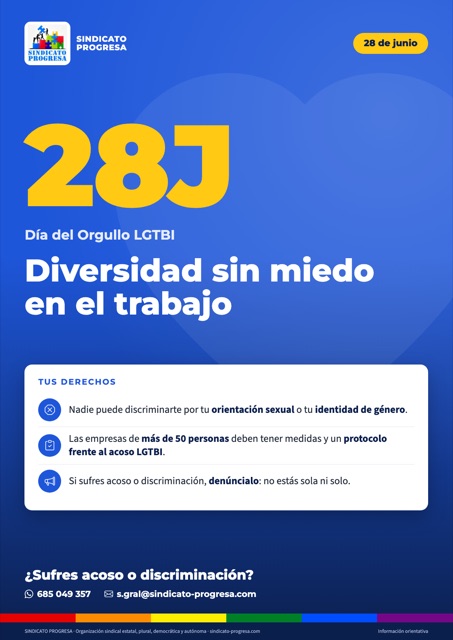 SINDICATO
PROGRESA
SINDICATO
PROGRESA
28 de junio
28J
Día del Orgullo LGTBI
Diversidad sin miedo
en el trabajo
TUS DERECHOS
Nadie puede discriminarte por tu orientación sexual o tu identidad de género.
Las empresas de más de 50 personas deben tener medidas y un protocolo
frente al acoso LGTBI.
Si sufres acoso o discriminación, denúncialo: no estás sola ni solo.
¿Sufres acoso o discriminación?
685 049 357 s.gral@sindicato-progresa.com
SINDICATO PROGRESA · Organización sindical estatal, plural, democrática y autónoma · sindicato-progresa.com
Información orientativa